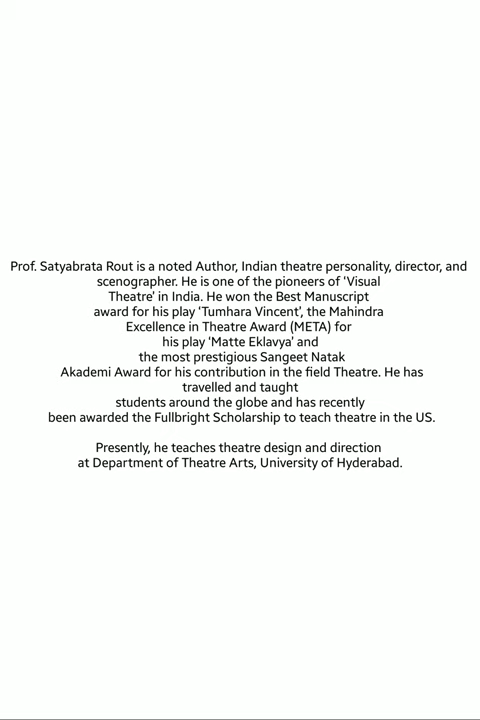 Prof. Satyabrata Rout is a noted Author, Indian theatre personality, director, and
scenographer. He is one of the pioneers of ‘Visual
Theatre’ in India. He won the Best Manuscript
award for his play ‘Tumhara Vincent’, the Mahindra
Excellence in Theatre Award (META) for
his play ‘Matte Eklavya’ and
the most prestigious Sangeet Natak
Akademi Award for his contribution in the field Theatre. He has
travelled and taught
students around the globe and has recently
been awarded the Fullbright Scholarship to teach theatre in the US.
Presently, he teaches theatre design and direction
at Department of Theatre Arts, University of Hyderabad.